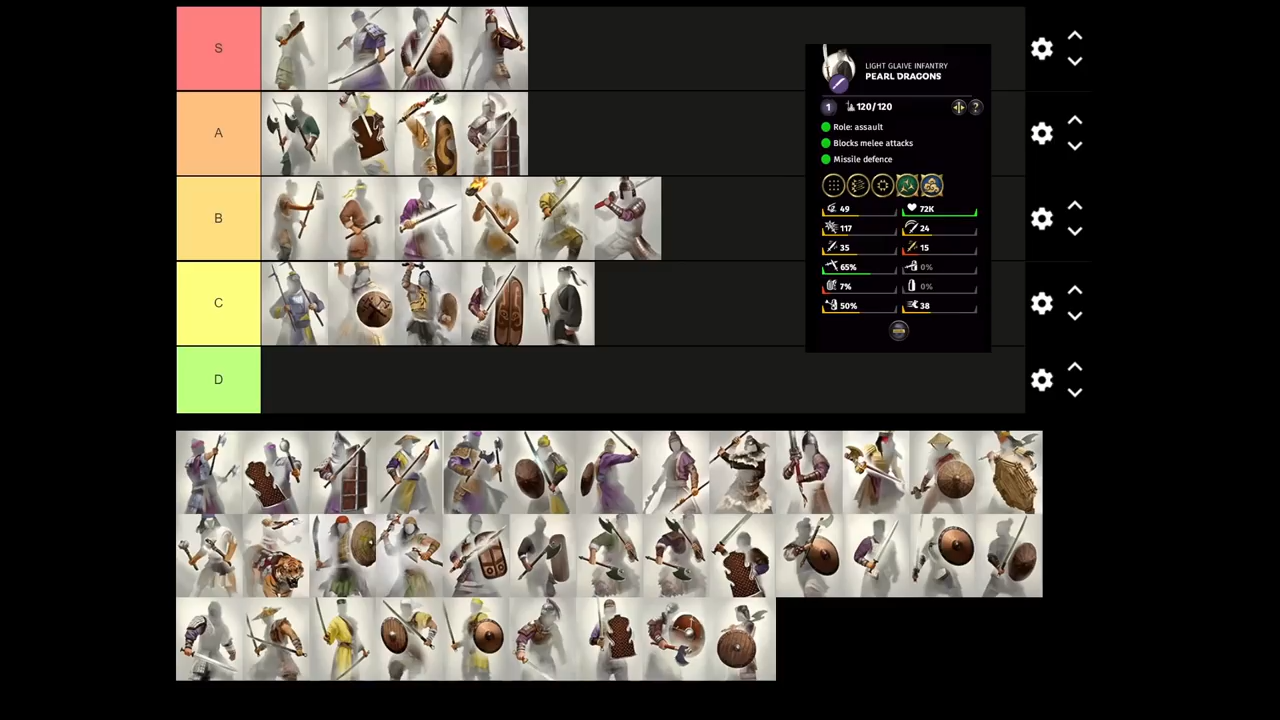 S
A
B
C
D
LIGHT GLAIVE INFANTRY
PEARL DRAGONS
1 120/120 ?
Role: assault
Blocks melee attacks
Missile defence
49 72K
117 24
35 15
65% 0%
7% 0%
50% 38